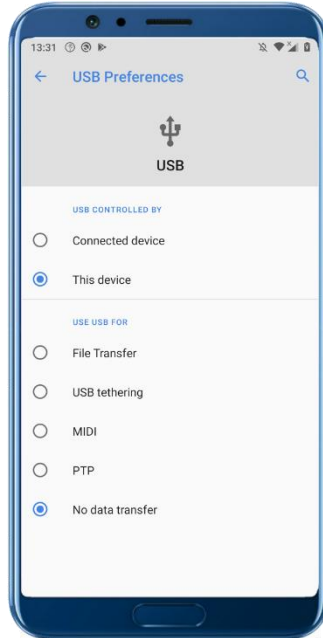 13:31
USB Preferences
USB
USB CONTROLLED BY
Connected device
This device
USE USB FOR
File Transfer
USB tethering
MIDI
PTP
No data transfer